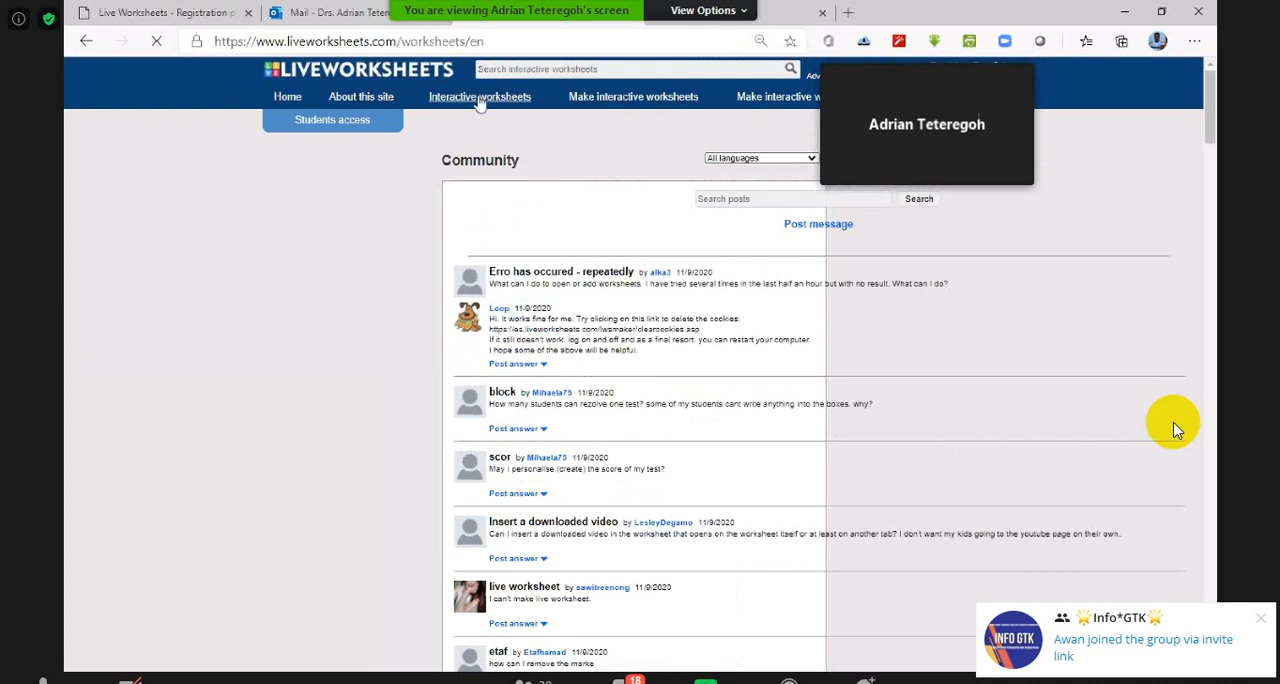 Live Worksheets - Registration p
Mail - Drs. Adrian Teter
You are viewing Adrian Teteregoh's screen
View Options
https://www.liveworksheets.com/worksheets/en
LIVEWORKSHEETS
Search interactive worksheets
Home
About this site
Interactive worksheets
Make interactive worksheets
Make interactive w
Students access
Adrian Teteregoh
Community
All languages
Search posts
Search
Post message
Erro has occured - repeatedly by alka3 11/9/2020
What can I do to open or add worksheets. I have tried several times in the last half an hour but with no result. What can I do?
Loop 11/9/2020
Hi. It works fine for me. Try clicking on this link to delete the cookies:
https://es.liveworksheets.com/lwsmaker/clearcookies.asp
If it still doesn't work, log on and off and as a final resort, you can restart your computer.
I hope some of the above will be helpful.
Post answer
block by Mihaela75 11/9/2020
How many students can rezolve one test? some of my students cant write anything into the boxes. why?
Post answer
scor by Mihaela75 11/9/2020
May I personalise (create) the score of my test?
Post answer
Insert a downloaded video by LesleyDegamo 11/9/2020
Can I insert a downloaded video in the worksheet that opens on the worksheet itself or at least on another tab? I don't want my kids going to the youtube page on their own.
Post answer
live worksheet by sawitreenong 11/9/2020
I can't make live worksheet.
Post answer
etaf by Etafhamad 11/9/2020
how can I remove the marke
INFO GTK
Info*GTK
Awan joined the group via invite
link
18